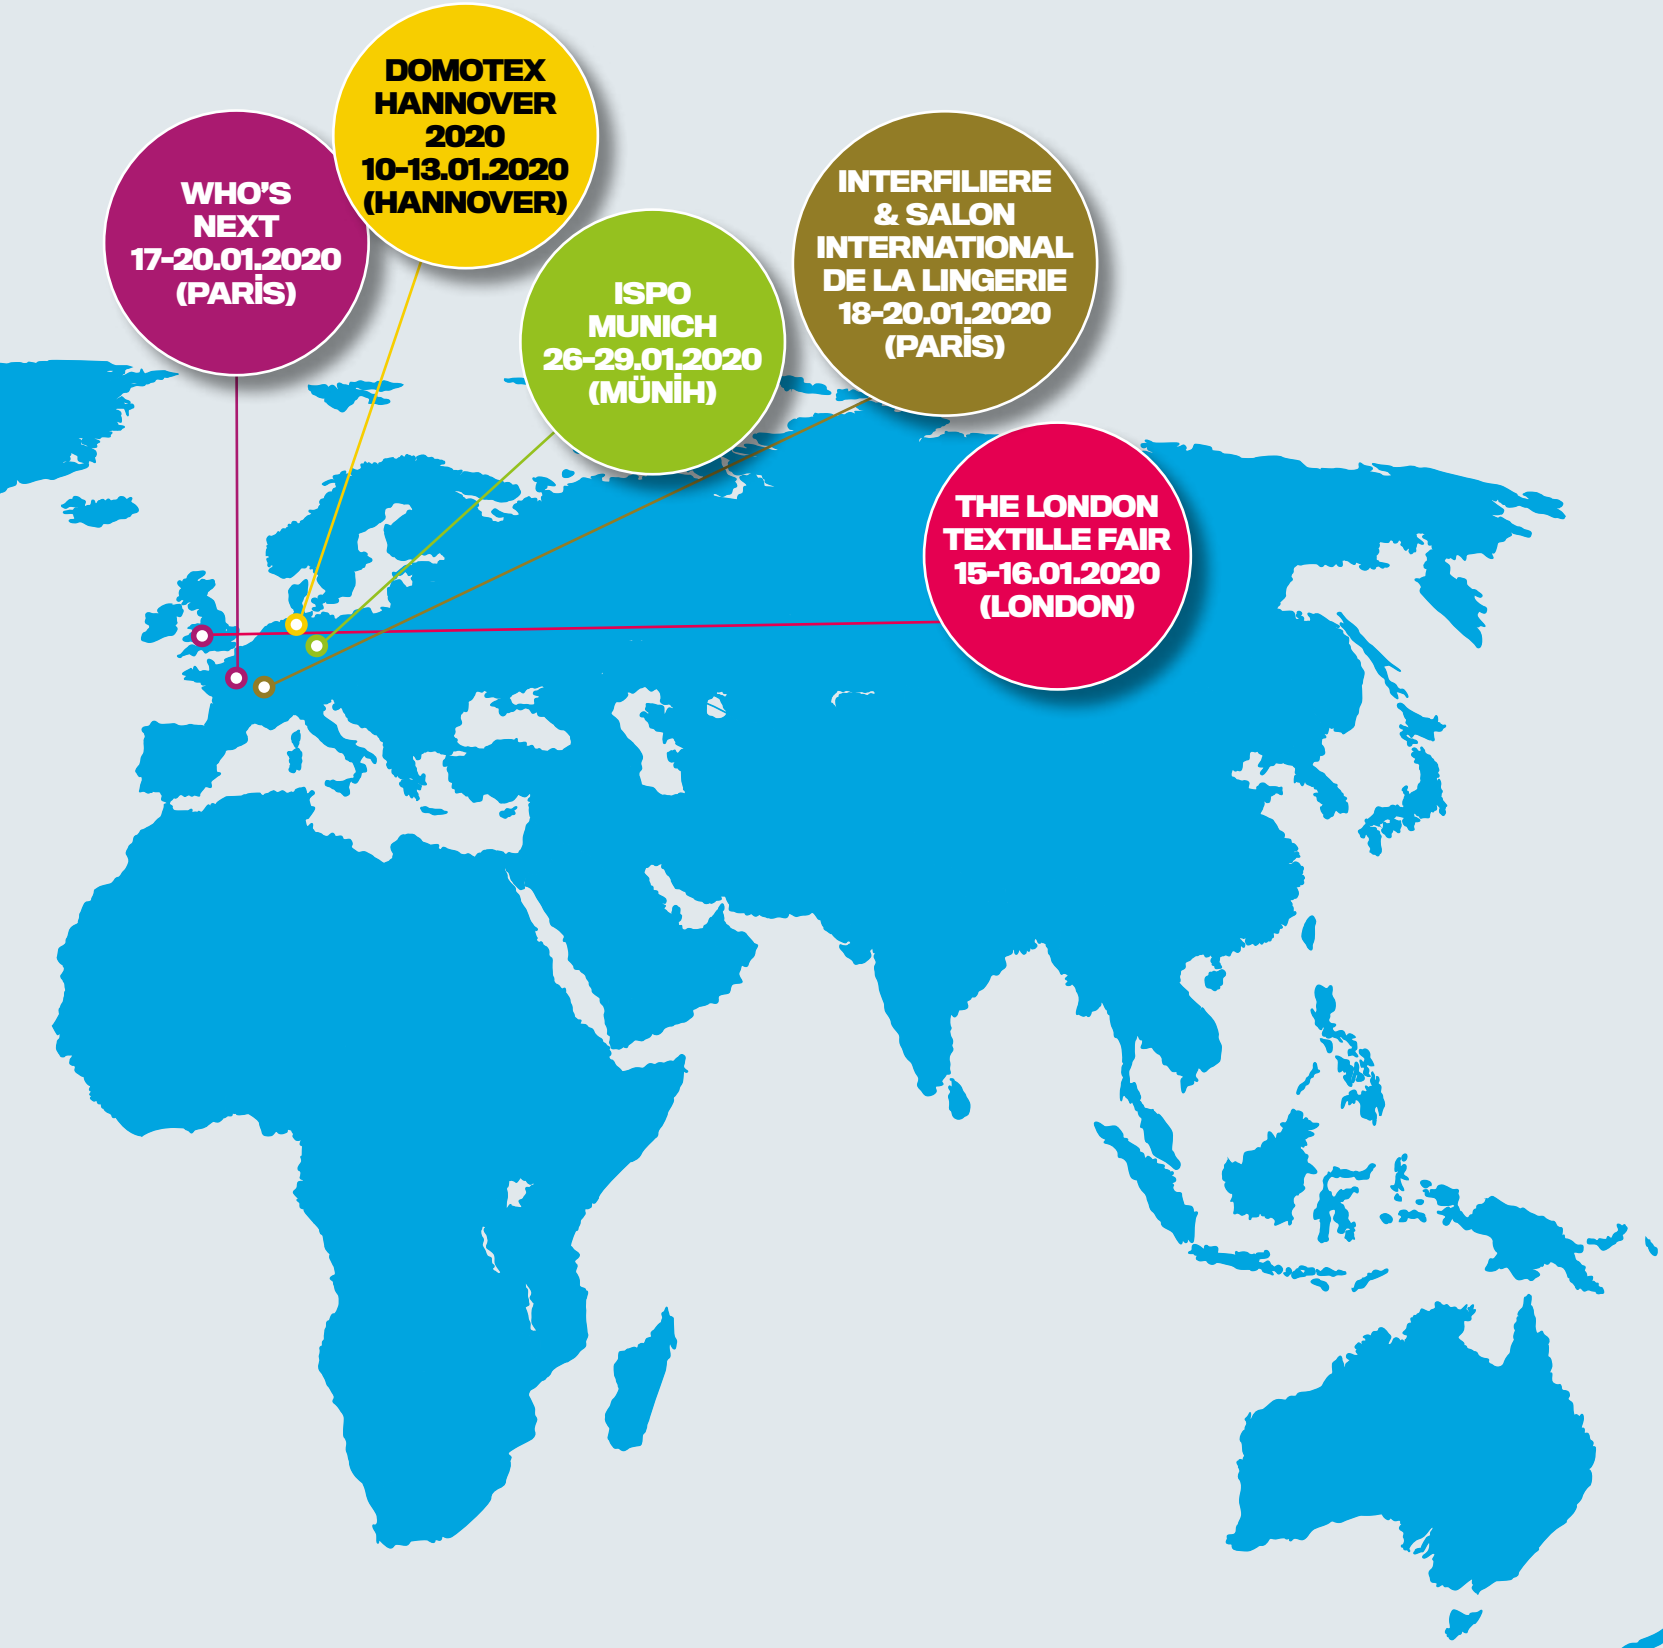 DOMOTEX
HANNOVER
2020
10-13.01.2020
(HANNOVER)
WHO'S
NEXT
17-20.01.2020
(PARİS)
ISPO
MUNICH
26-29.01.2020
(MÜNİH)
INTERFILIERE
& SALON
INTERNATIONAL
DE LA LINGERIE
18-20.01.2020
(PARİS)
THE LONDON
TEXTILLE FAIR
15-16.01.2020
(LONDON)